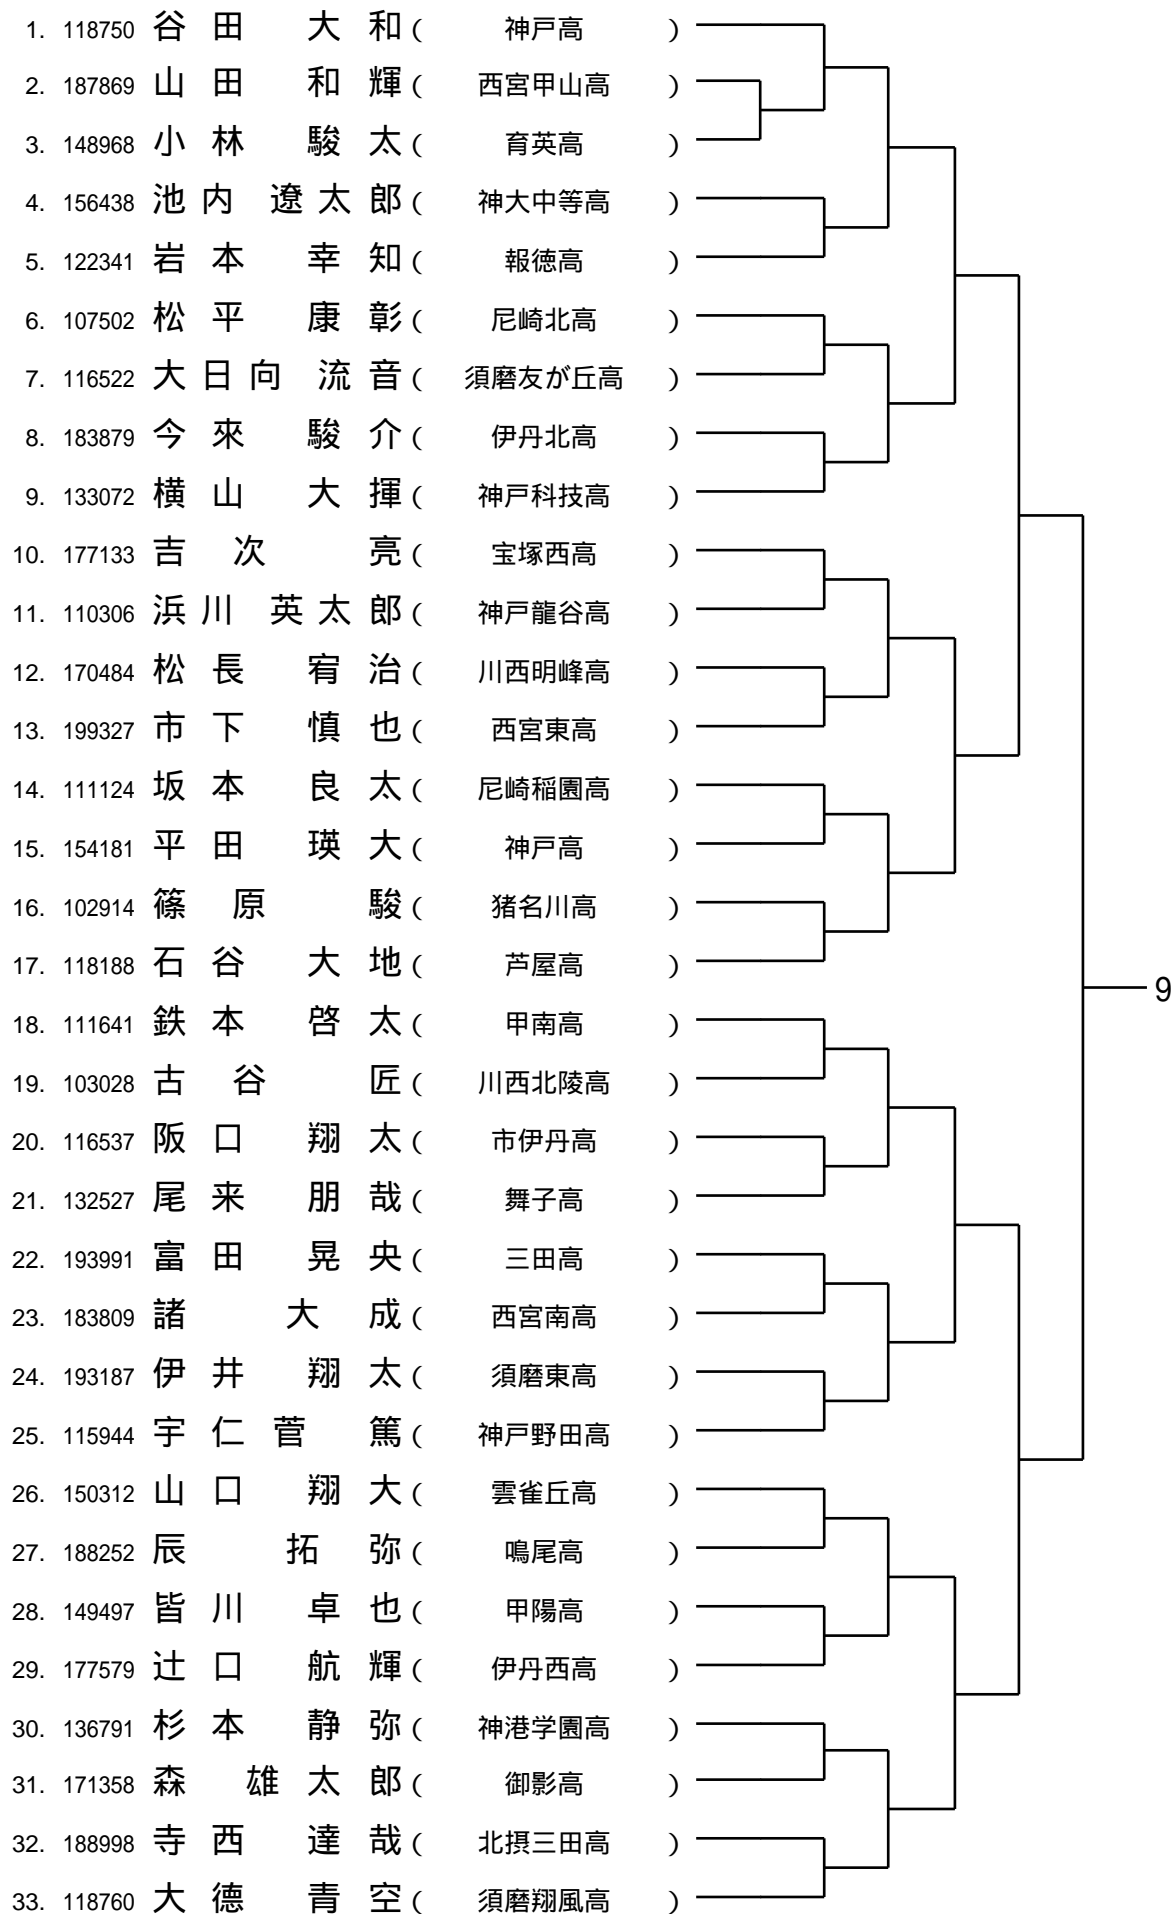 1. 118750 谷田 大和 ( 神戸高 )
2. 187869 山田 和輝 ( 西宮甲山高 )
3. 148968 小林 駿太 ( 育英高 )
4. 156438 池内 遼太郎 ( 神大中等高 )
5. 122341 岩本 幸知 ( 報徳高 )
6. 107502 松平 康彰 ( 尼崎北高 )
7. 116522 大日向 流音 ( 須磨友が丘高 )
8. 183879 今來 駿介 ( 伊丹北高 )
9. 133072 横山 大揮 ( 神戸科技高 )
10. 177133 吉次 亮 ( 宝塚西高 )
11. 110306 浜川 英太郎 ( 神戸龍谷高 )
12. 170484 松長 宥治 ( 川西明峰高 )
13. 199327 市下 慎也 ( 西宮東高 )
14. 111124 坂本 良太 ( 尼崎稲園高 )
15. 154181 平田 瑛大 ( 神戸高 )
16. 102914 篠原 駿 ( 猪名川高 )
17. 118188 石谷 大地 ( 芦屋高 )
9
18. 111641 鉄本 啓太 ( 甲南高 )
19. 103028 古谷 匠 ( 川西北陵高 )
20. 116537 阪口 翔太 ( 市伊丹高 )
21. 132527 尾来 朋哉 ( 舞子高 )
22. 193991 富田 晃央 ( 三田高 )
23. 183809 諸 大成 ( 西宮南高 )
24. 193187 伊井 翔太 ( 須磨東高 )
25. 115944 宇仁菅 篤 ( 神戸野田高 )
26. 150312 山口 翔大 ( 雲雀丘高 )
27. 188252 辰 拓弥 ( 鳴尾高 )
28. 149497 皆川 卓也 ( 甲陽高 )
29. 177579 辻口 航輝 ( 伊丹西高 )
30. 136791 杉本 静弥 ( 神港学園高 )
31. 171358 森 雄太郎 ( 御影高 )
32. 188998 寺西 達哉 ( 北摂三田高 )
33. 118760 大德 青空 ( 須磨翔風高 )